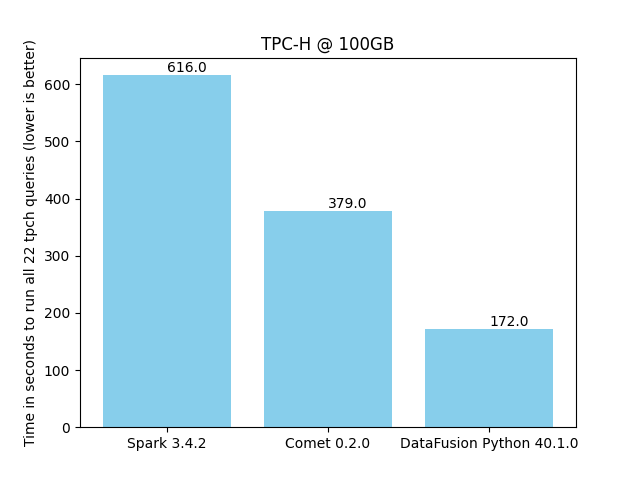 TPC-H @ 100GB
Time in seconds to run all 22 tpch queries (lower is better)
600
500
400
300
200
100
0
616.0
379.0
172.0
Spark 3.4.2
Comet 0.2.0
DataFusion Python 40.1.0